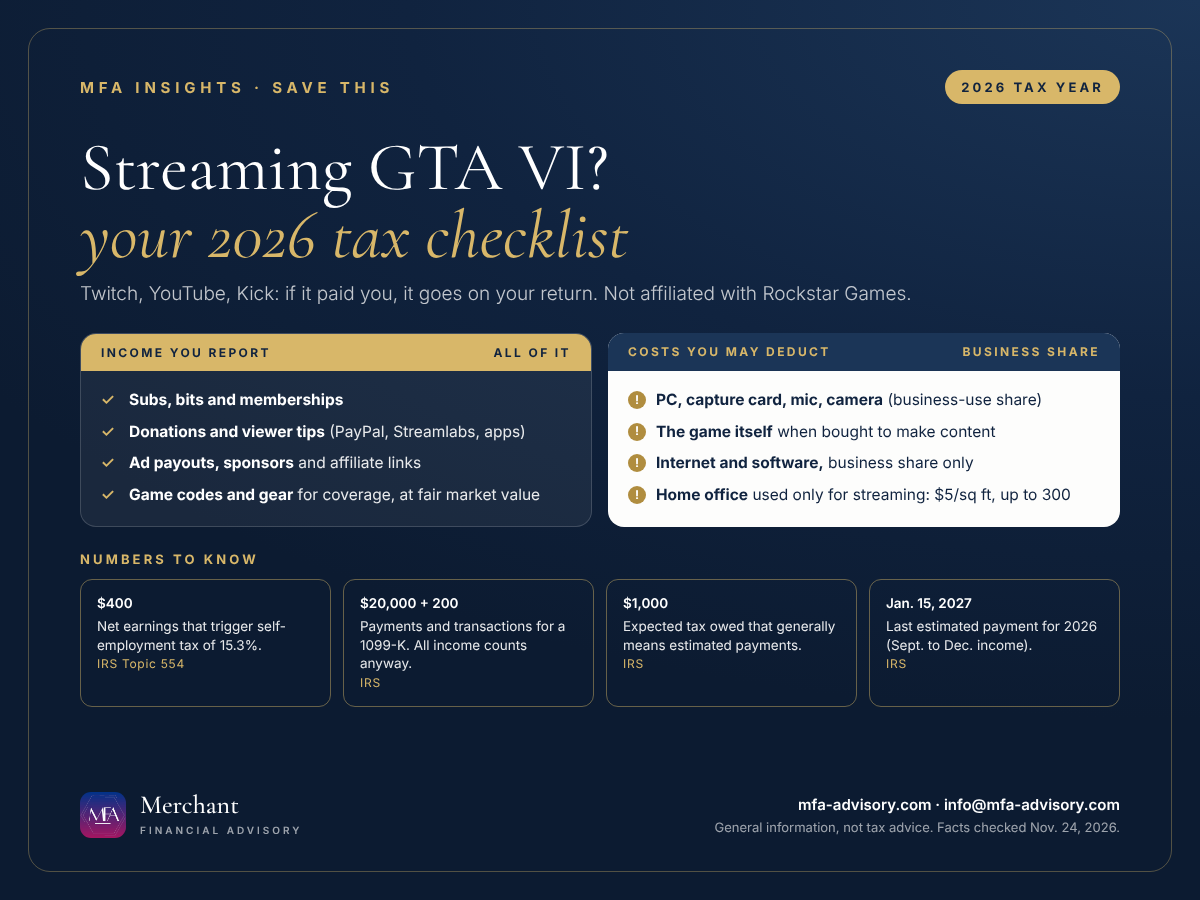 MFA INSIGHTS · SAVE THIS
2026 TAX YEAR
Streaming GTA VI?
your 2026 tax checklist
Twitch, YouTube, Kick: if it paid you, it goes on your return. Not affiliated with Rockstar Games.
INCOME YOU REPORT
ALL OF IT
✓ Subs, bits and memberships
✓ Donations and viewer tips (PayPal, Streamlabs, apps)
✓ Ad payouts, sponsors and affiliate links
✓ Game codes and gear for coverage, at fair market value
COSTS YOU MAY DEDUCT
BUSINESS SHARE
! PC, capture card, mic, camera (business-use share)
! The game itself when bought to make content
! Internet and software, business share only
! Home office used only for streaming: $5/sq ft, up to 300
NUMBERS TO KNOW
$400
Net earnings that trigger self-
employment tax of 15.3%.
IRS Topic 554
$20,000 + 200
Payments and transactions for a
1099-K. All income counts
anyway.
IRS
$1,000
Expected tax owed that generally
means estimated payments.
IRS
Jan. 15, 2027
Last estimated payment for 2026
(Sept. to Dec. income).
IRS
MFA
Merchant
FINANCIAL ADVISORY
mfa-advisory.com · info@mfa-advisory.com
General information, not tax advice. Facts checked Nov. 24, 2026.